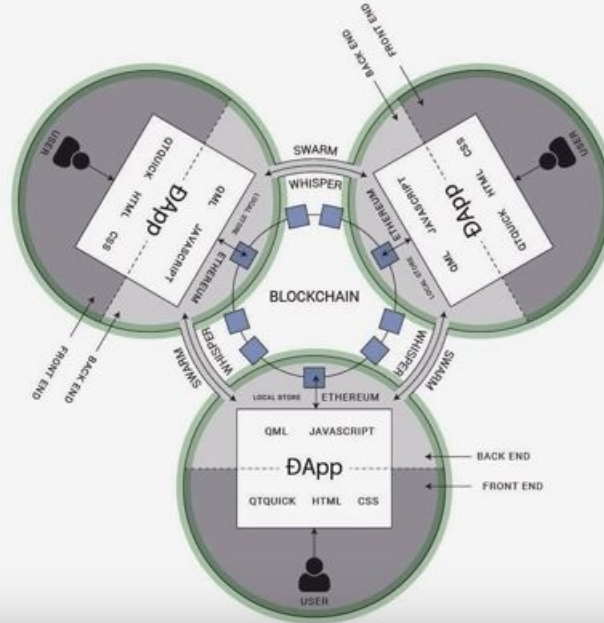 BACK END
FRONT END
USER
QTQUICK HTML CSS
ĐApp
QML JAVASCRIPT
LOCAL STORE
ETHEREUM
FRONT END
BACK END
SWARM
WHISPER
USER
QTQUICK HTML CSS
ĐApp
QML JAVASCRIPT
LOCAL STORE
ETHEREUM
BLOCKCHAIN
WHISPER
SWARM
WHISPER
SWARM
LOCAL STORE ETHEREUM
QML JAVASCRIPT
ĐApp
QTQUICK HTML CSS
BACK END
FRONT END
USER